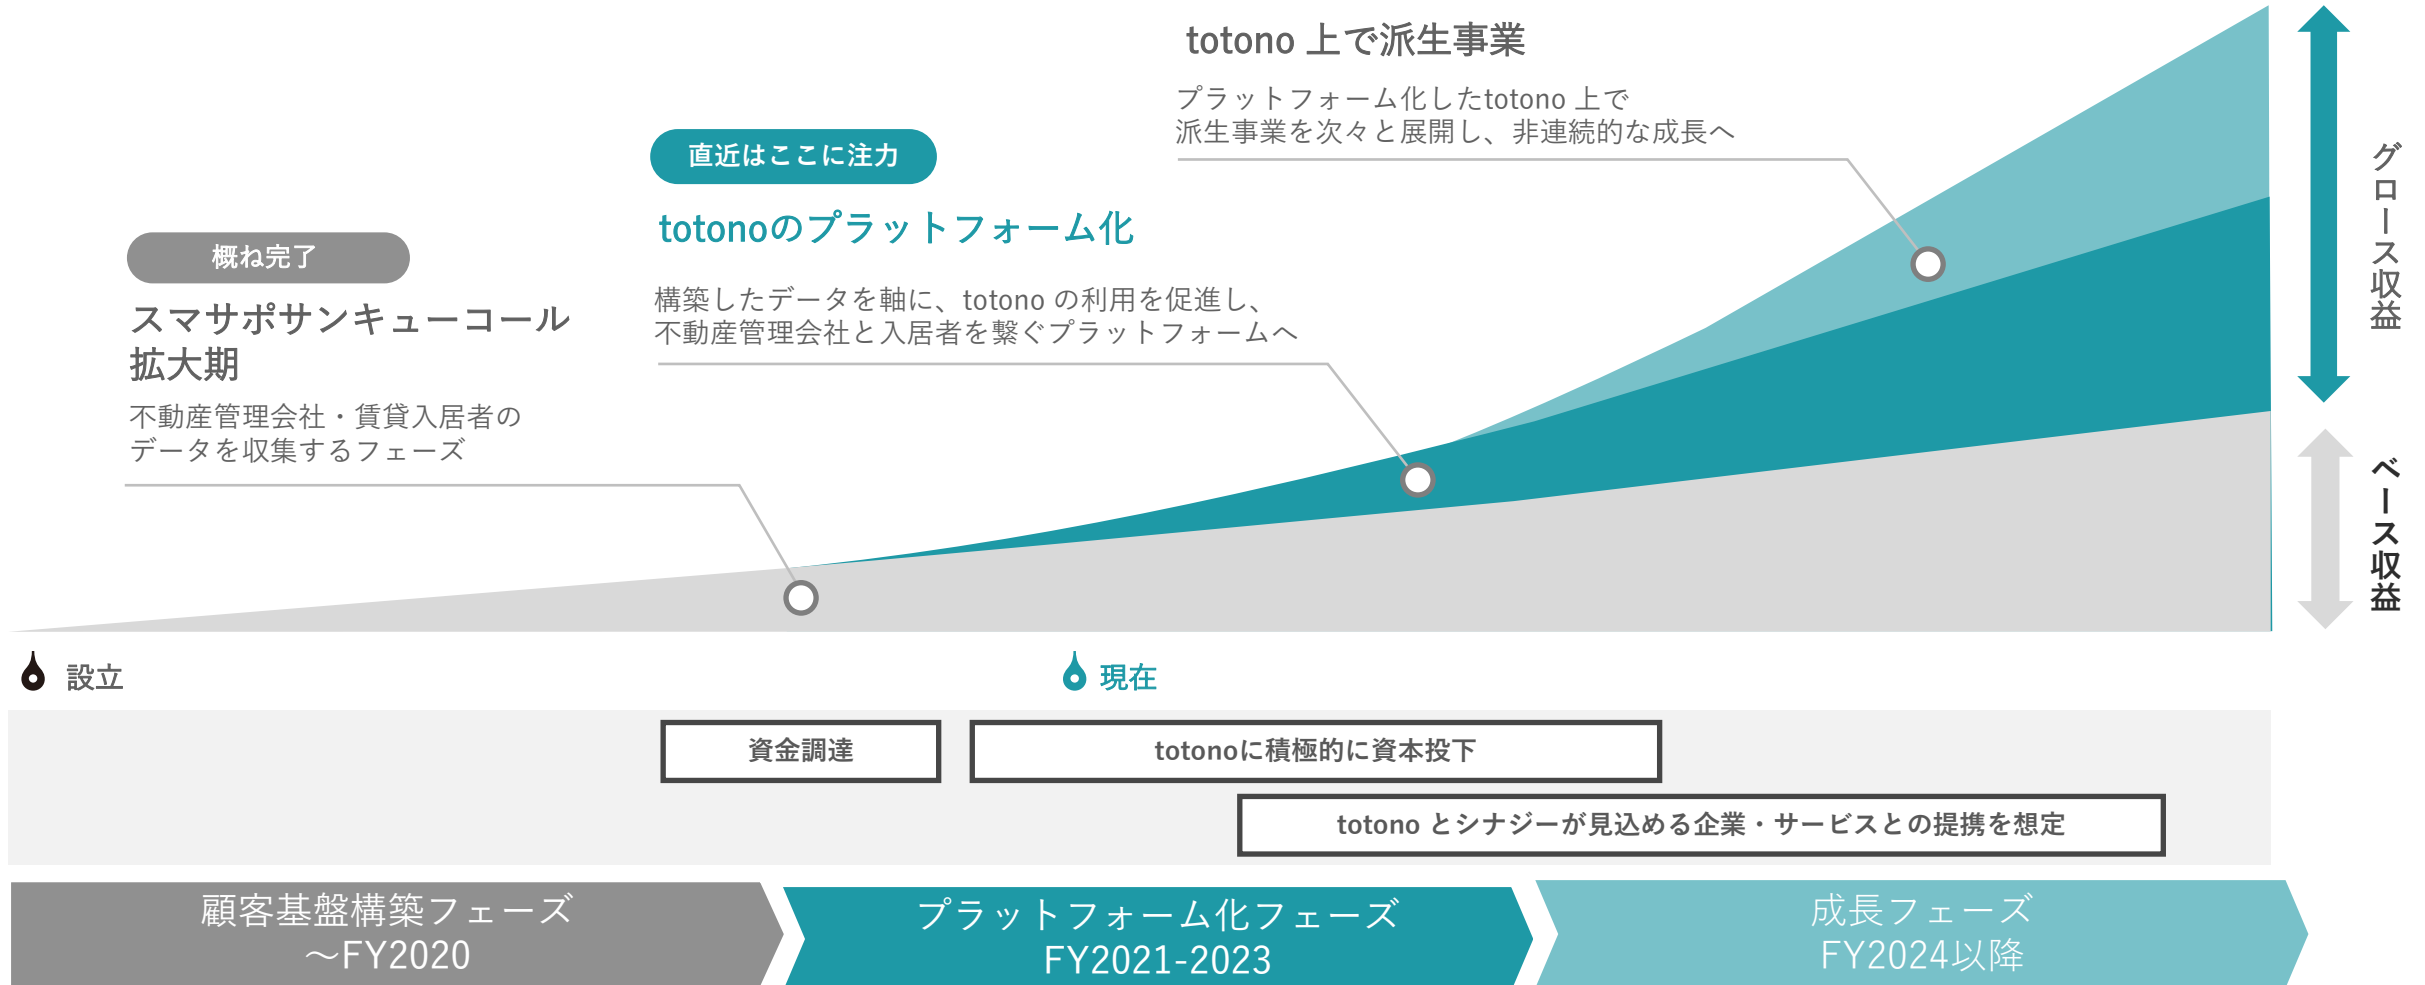 totono 上で派生事業
プラットフォーム化したtotono 上で
派生事業を次々と展開し、非連続的な成長へ
直近はここに注力
totonoのプラットフォーム化
構築したデータを軸に、totono の利用を促進し、
不動産管理会社と入居者を繋ぐプラットフォームへ
概ね完了
スマサポサンキューコール
拡大期
不動産管理会社・賃貸入居者の
データを収集するフェーズ
グロース収益
ベース収益
設立
現在
資金調達
totonoに積極的に資本投下
totono とシナジーが見込める企業・サービスとの提携を想定
顧客基盤構築フェーズ
～FY2020
プラットフォーム化フェーズ
FY2021-2023
成長フェーズ
FY2024以降